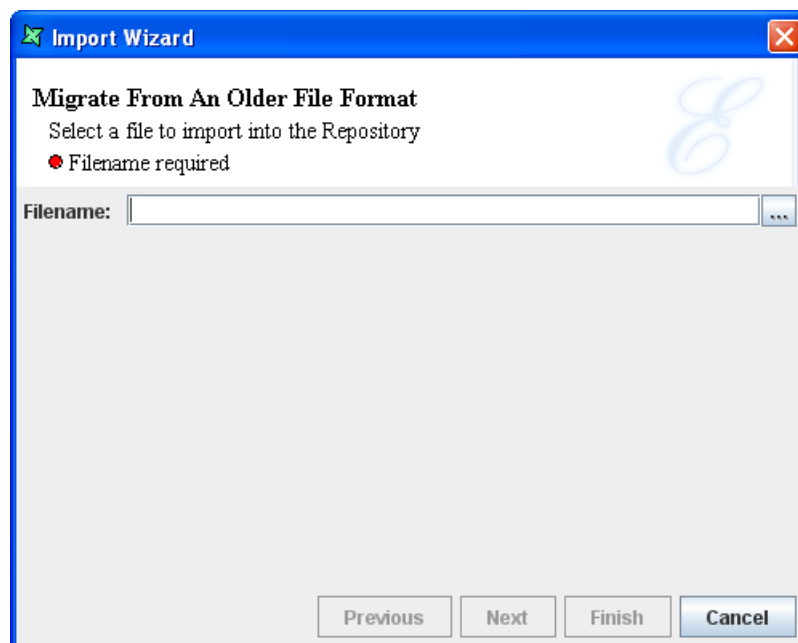 Import Wizard
Migrate From An Older File Format
Select a file to import into the Repository
Filename required
Filename: ...
Previous Next Finish Cancel